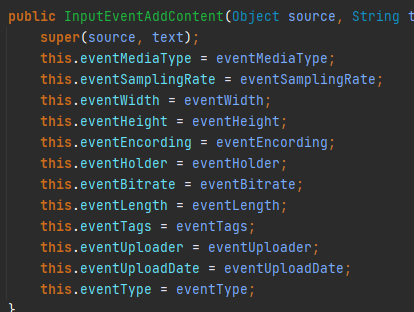 public InputEventAddContent(Object source, String t
super(source, text);
this.eventMediaType = eventMediaType;
this.eventSamplingRate = eventSamplingRate;
this.eventWidth = eventWidth;
this.eventHeight = eventHeight;
this.eventEncording = eventEncording;
this.eventHolder = eventHolder;
this.eventBitrate = eventBitrate;
this.eventLength = eventLength;
this.eventTags = eventTags;
this.eventUploader = eventUploader;
this.eventUploadDate = eventUploadDate;
this.eventType = eventType;
}